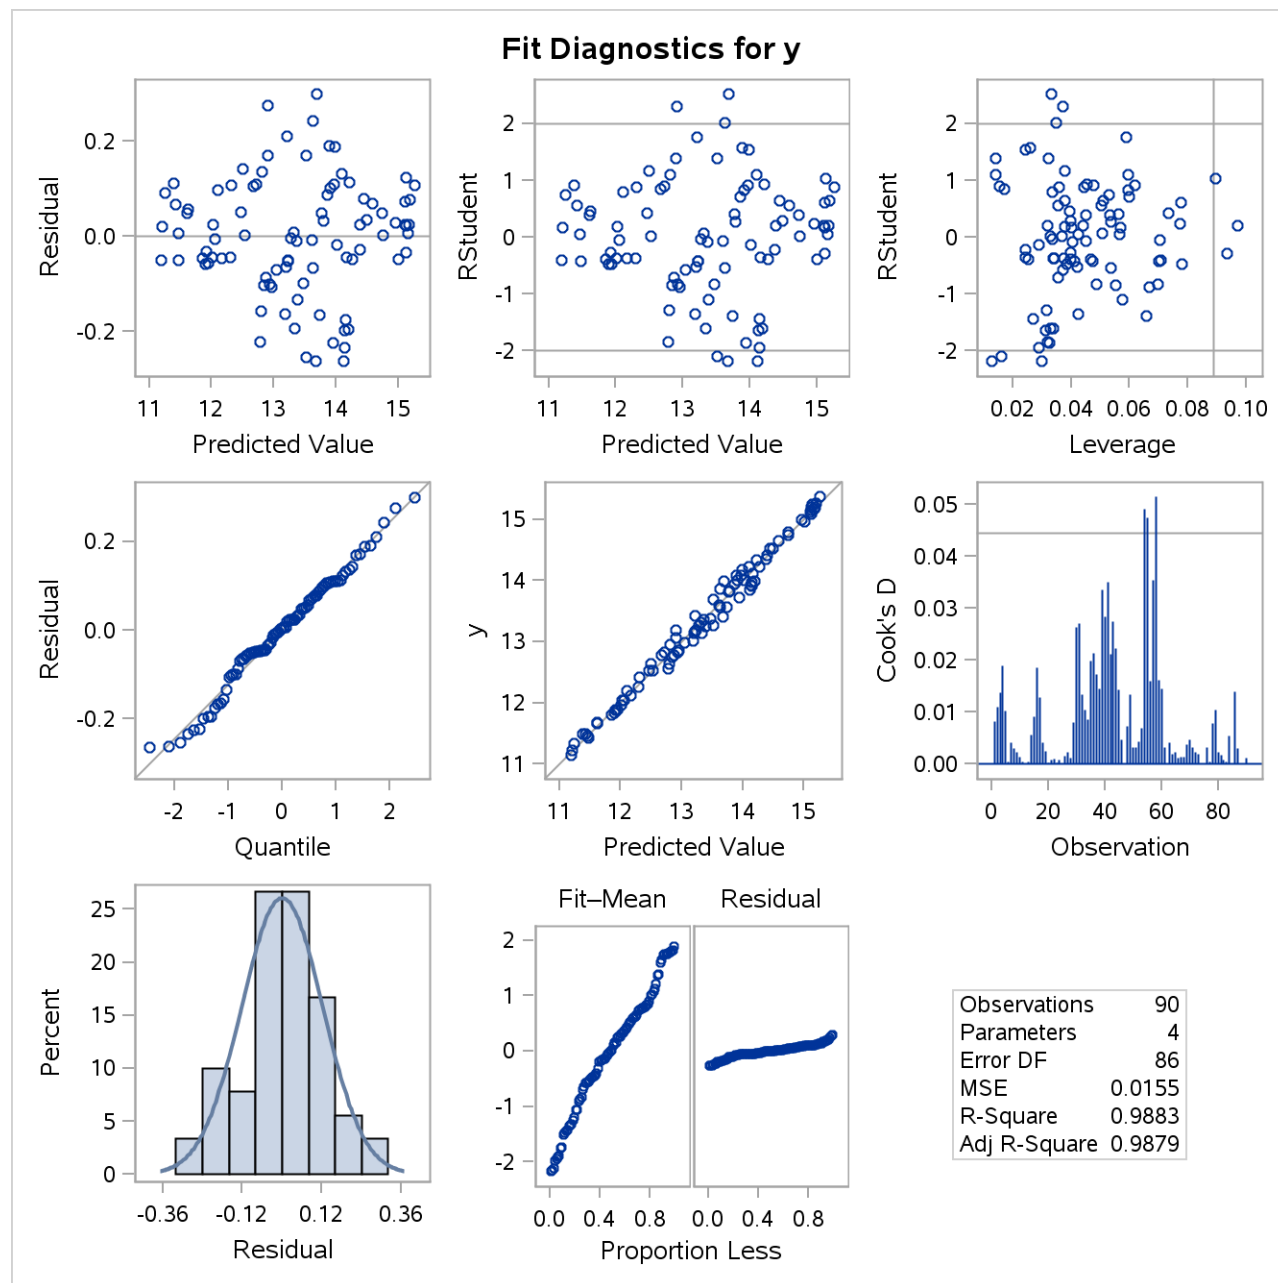 Fit Diagnostics for y
Residual
0.2
0.0
-0.2
11 12 13 14 15
Predicted Value
RStudent
2
1
0
-1
-2
11 12 13 14 15
Predicted Value
RStudent
2
1
0
-1
-2
0.02 0.04 0.06 0.08 0.10
Leverage
Residual
0.2
0.0
-0.2
-2 -1 0 1 2
Quantile
y
15
14
13
12
11
11 12 13 14 15
Predicted Value
Cook's D
0.05
0.04
0.03
0.02
0.01
0.00
0 20 40 60 80
Observation
Percent
25
20
15
10
5
0
-0.36 -0.12 0.12 0.36
Residual
Fit–Mean Residual
2
1
0
-1
-2
0.0 0.4 0.8 0.0 0.4 0.8
Proportion Less
Observations 90
Parameters 4
Error DF 86
MSE 0.0155
R-Square 0.9883
Adj R-Square 0.9879